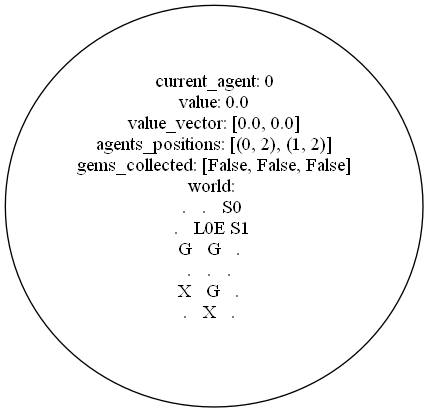 current_agent: 0
value: 0.0
value_vector: [0.0, 0.0]
agents_positions: [(0, 2), (1, 2)]
gems_collected: [False, False, False]
world:
. . S0
. L0E S1
G G .
. . .
X G .
. X .